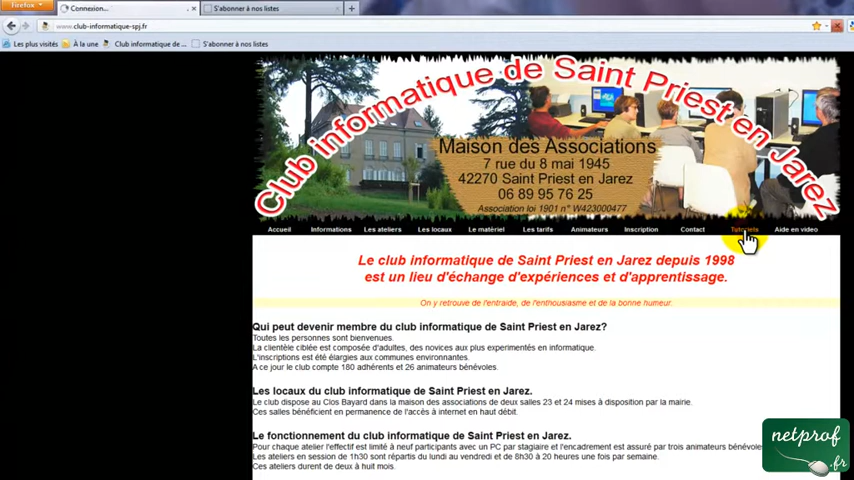 Firefox
Connexion...
S'abonner à nos listes
www.club-informatique-spj.fr
Les plus visités
À la une
Club informatique de ...
S'abonner à nos listes
Club informatique de Saint Priest en Jarez
Maison des Associations
7 rue du 8 mai 1945
42270 Saint Priest en Jarez
06 89 95 76 25
Association loi 1901 n° W423000477
Accueil Informations Les ateliers Les locaux Le matériel Les tarifs Animateurs Inscription Contact Tutoriels Aide en vidéo
Le club informatique de Saint Priest en Jarez depuis 1998
est un lieu d'échange d'expériences et d'apprentissage.
On y retrouve de l'entraide, de l'enthousiasme et de la bonne humeur.
Qui peut devenir membre du club informatique de Saint Priest en Jarez?
Toutes les personnes sont bienvenues.
La clientèle ciblée est composée d'adultes, des novices aux plus experimentés en informatique.
L'inscriptions est été élargies aux communes environnantes.
A ce jour le club compte 180 adhérents et 26 animateurs bénévoles.
Les locaux du club informatique de Saint Priest en Jarez.
Le club dispose au Clos Bayard dans la maison des associations de deux salles 23 et 24 mises à disposition par la mairie.
Ces salles bénéficient en permanence de l'accès à internet en haut débit.
Le fonctionnement du club informatique de Saint Priest en Jarez.
Pour chaque atelier l'effectif est limité à neuf participants avec un PC par stagiaire et l'encadrement est assuré par trois animateurs bénévoles
Les ateliers en session de 1h30 sont répartis du lundi au vendredi et de 8h30 à 20 heures une fois par semaine.
Ces ateliers durent de deux à huit mois.
netprof
.fr